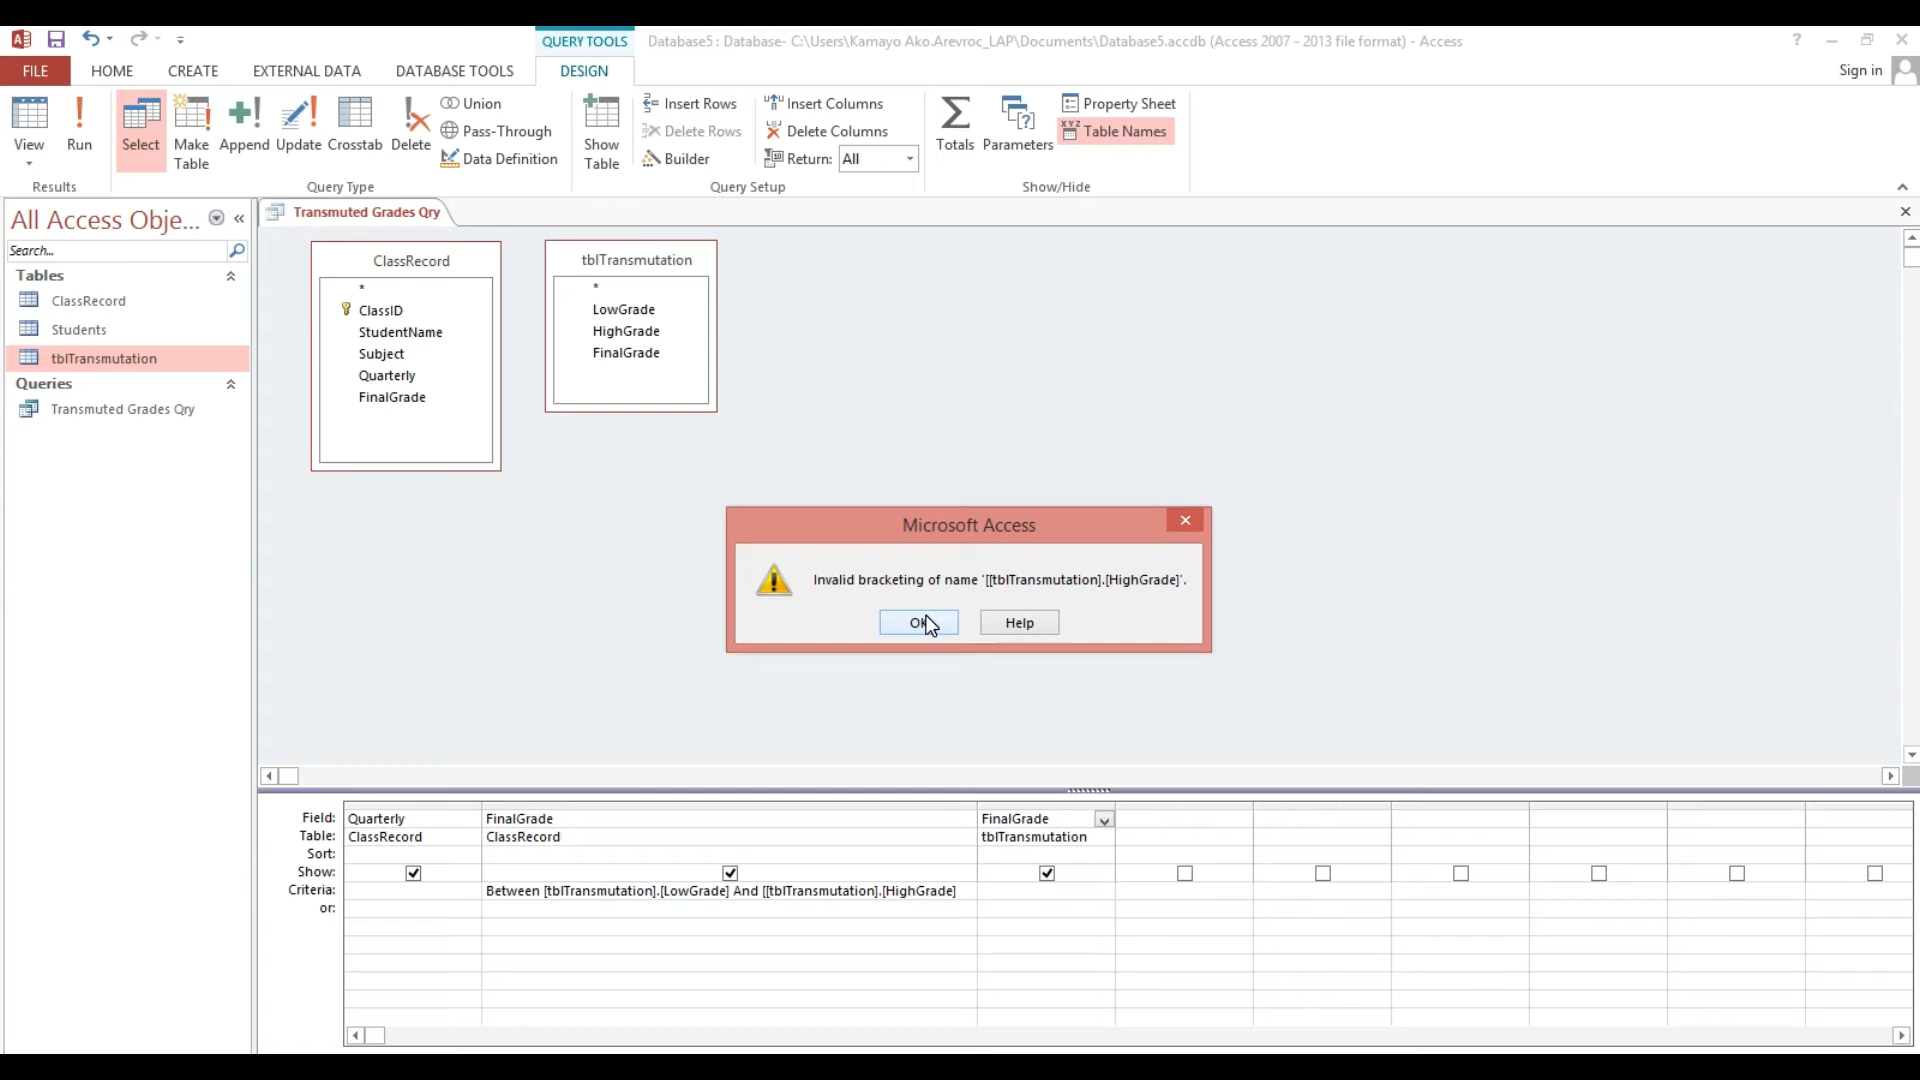 QUERY TOOLS
Database5 : Database- C:\Users\Kamayo Ako.Arevroc_LAP\Documents\Database5.accdb (Access 2007 - 2013 file format) - Access
?
FILE
HOME
CREATE
EXTERNAL DATA
DATABASE TOOLS
DESIGN
Sign in
View
Run
Select
Make Table
Append
Update
Crosstab
Delete
Union
Pass-Through
Data Definition
Show Table
Insert Rows
Delete Rows
Builder
Insert Columns
Delete Columns
Return: All
Totals
Parameters
Property Sheet
Table Names
Results
Query Type
Query Setup
Show/Hide
All Access Obje...
Search...
Tables
ClassRecord
Students
tblTransmutation
Queries
Transmuted Grades Qry
Transmuted Grades Qry
ClassRecord
*
ClassID
StudentName
Subject
Quarterly
FinalGrade
tblTransmutation
*
LowGrade
HighGrade
FinalGrade
Microsoft Access
Invalid bracketing of name '[[tblTransmutation].[HighGrade]'.
OK
Help
Field: Quarterly FinalGrade FinalGrade
Table: ClassRecord ClassRecord tblTransmutation
Sort:
Show:
Criteria: Between [tblTransmutation].[LowGrade] And [[tblTransmutation].[HighGrade]
or: